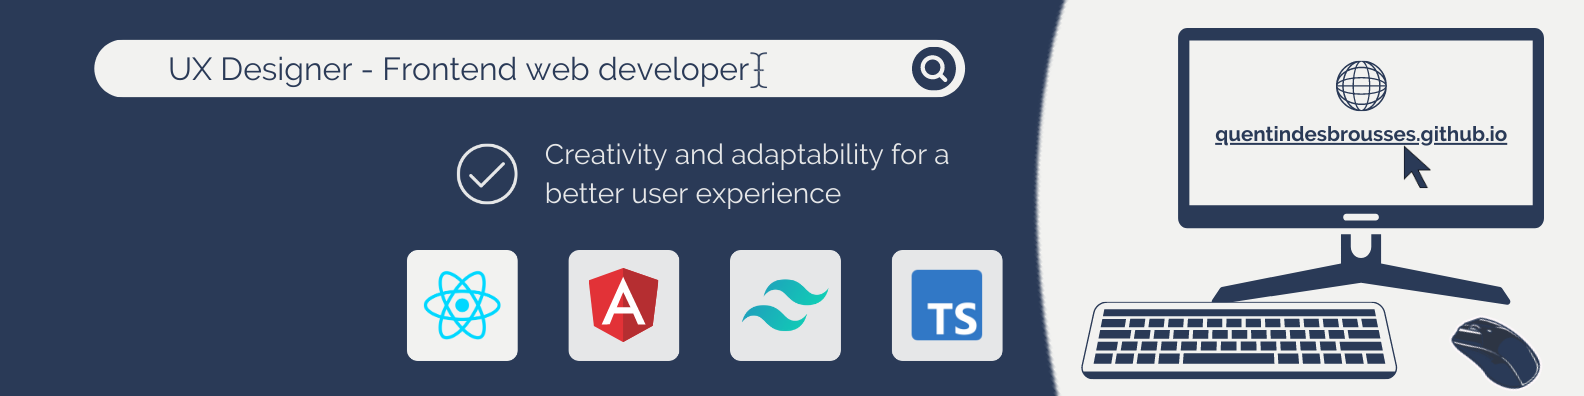 UX Designer - Frontend web developer
Creativity and adaptability for a
better user experience
quentindesbrousses.github.io
A
TS